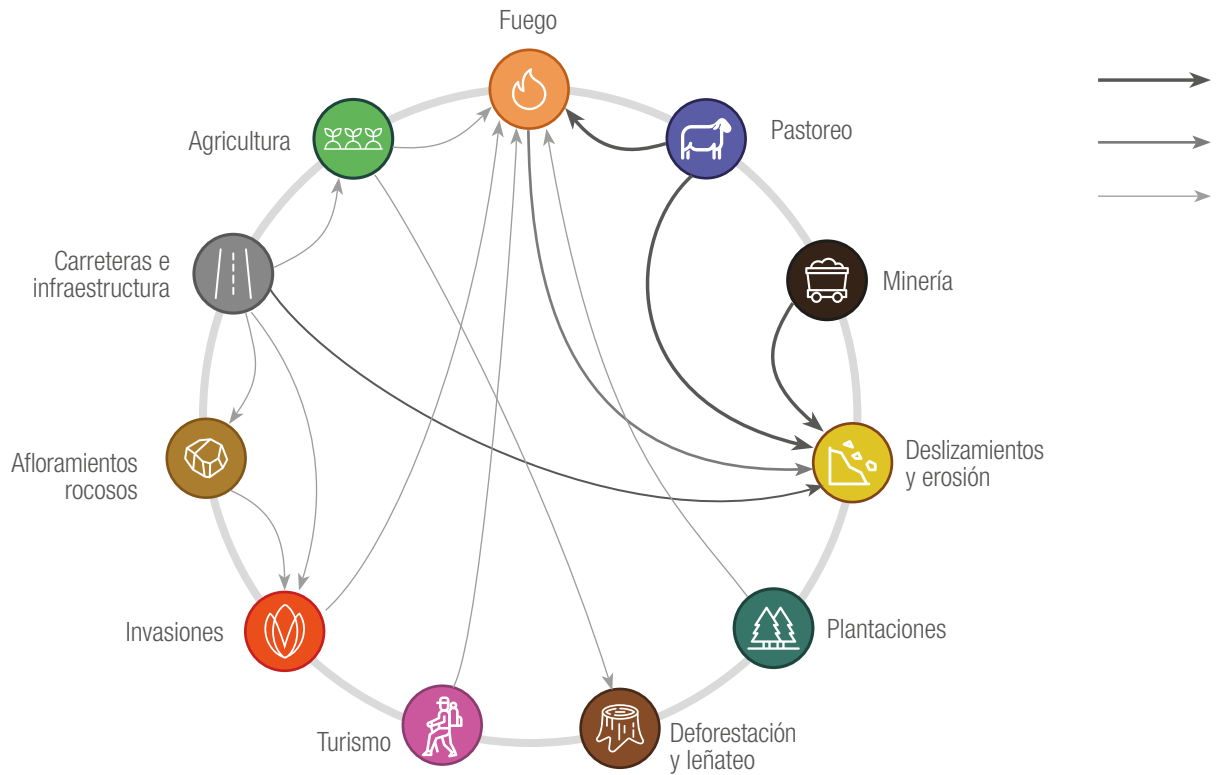 Fuego
Agricultura
Pastoreo
Carreteras e
infraestructura
Minería
Afloramientos
rocosos
Deslizamientos
y erosión
Invasiones
Plantaciones
Turismo
Deforestación
y leñateo